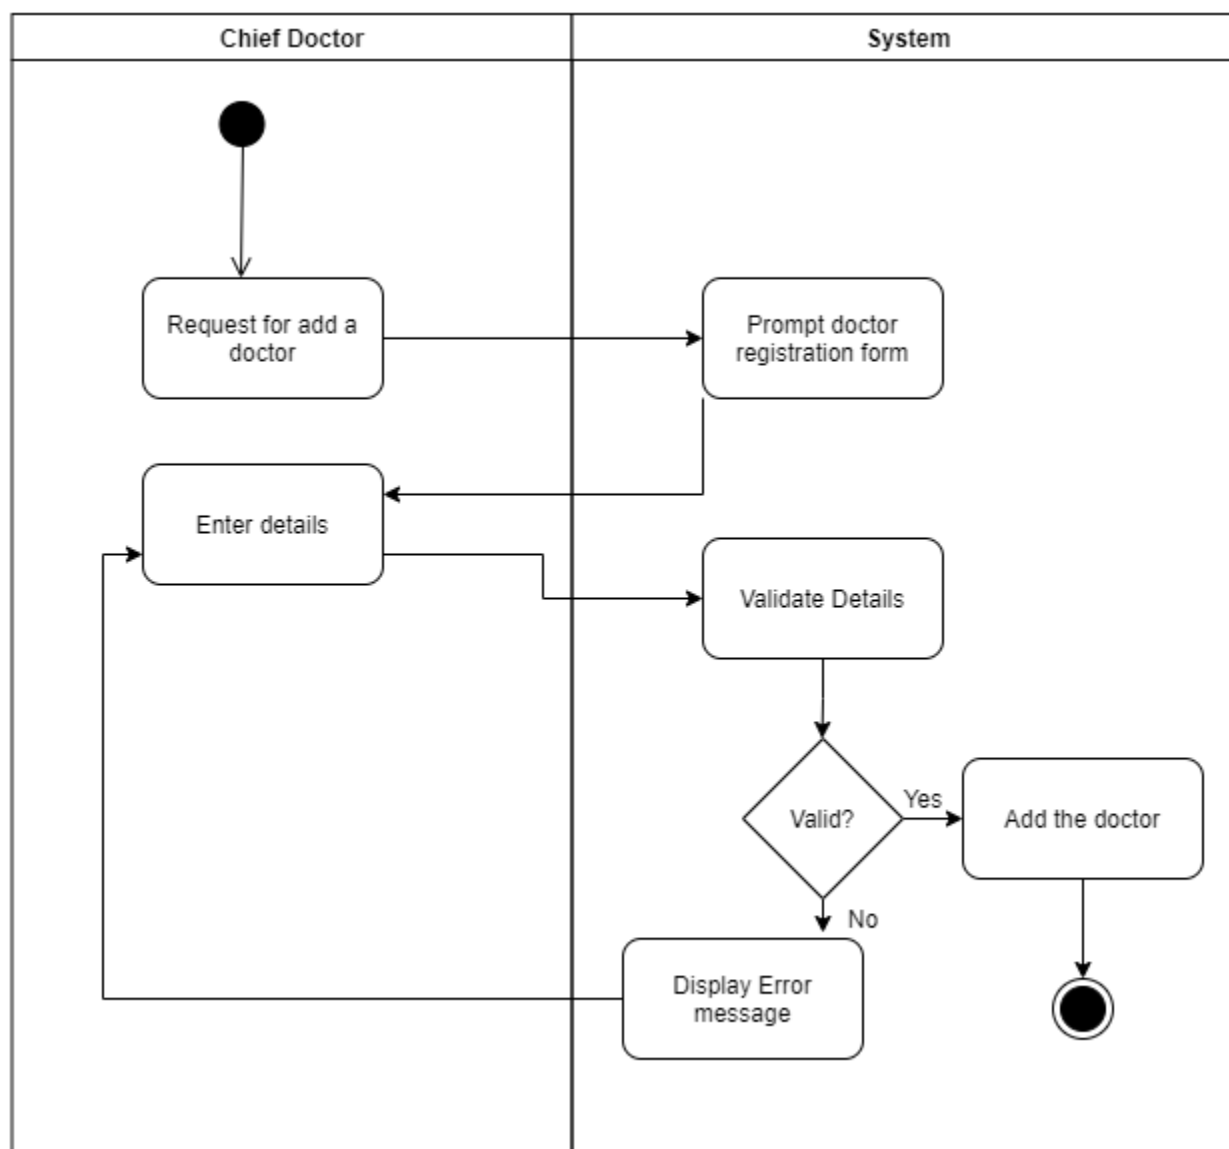 Chief Doctor
System
Request for add a
doctor
Prompt doctor
registration form
Enter details
Validate Details
Valid?
Yes
Add the doctor
No
Display Error
message